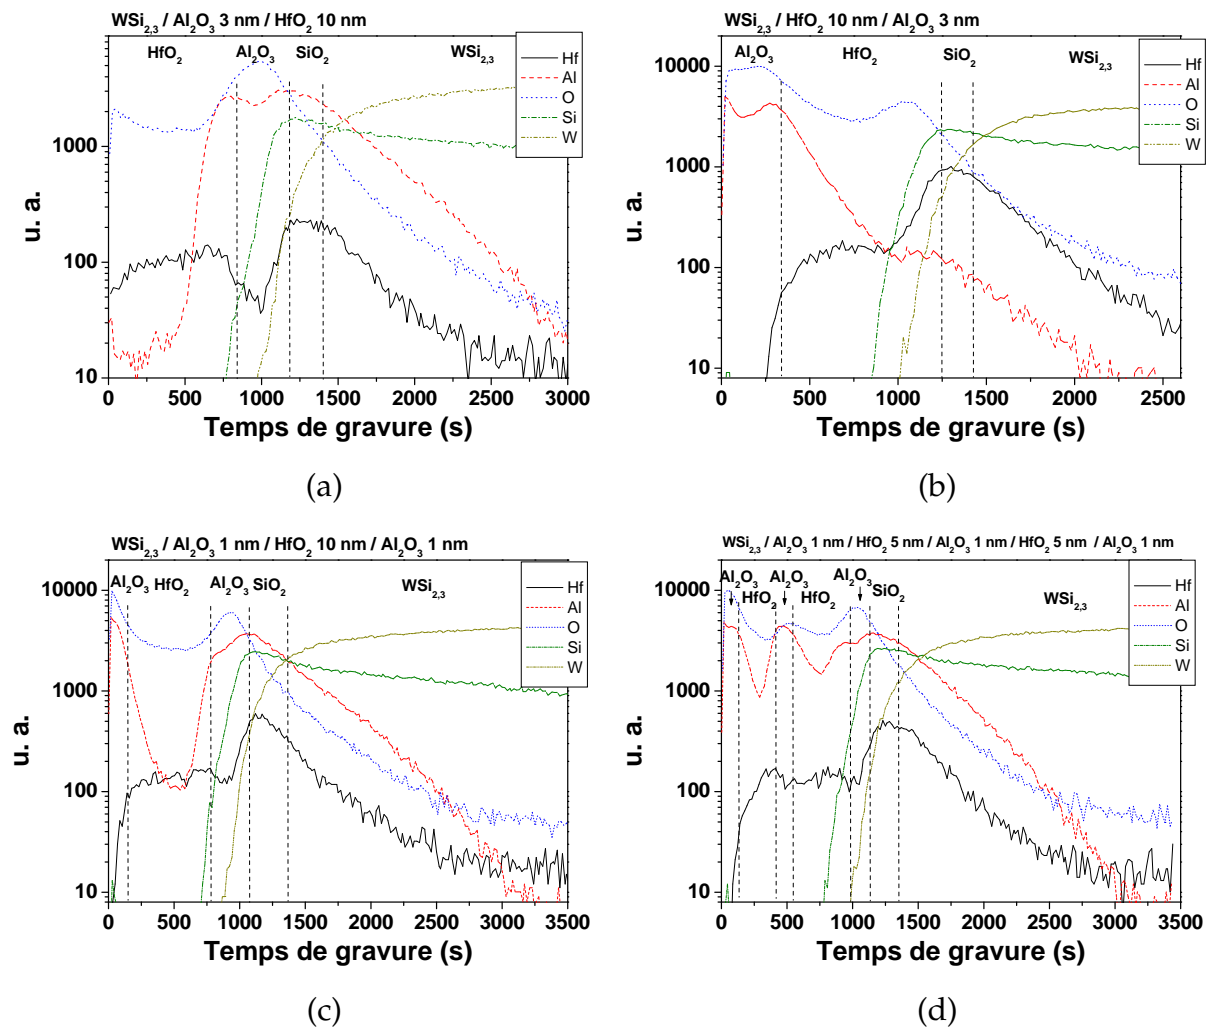 WSi2,3 / Al2O3 3 nm / HfO2 10 nm
HfO2 Al2O3 SiO2 WSi2,3
Hf
Al
O
Si
W
1000
100
10
u. a.
0 500 1000 1500 2000 2500 3000
Temps de gravure (s)
(a)
WSi2,3 / HfO2 10 nm / Al2O3 3 nm
Al2O3 HfO2 SiO2 WSi2,3
Hf
Al
O
Si
W
10000
1000
100
10
u. a.
0 500 1000 1500 2000 2500
Temps de gravure (s)
(b)
WSi2,3 / Al2O3 1 nm / HfO2 10 nm / Al2O3 1 nm
Al2O3 HfO2 Al2O3 SiO2 WSi2,3
Hf
Al
O
Si
W
10000
1000
100
10
u. a.
0 500 1000 1500 2000 2500 3000 3500
Temps de gravure (s)
(c)
WSi2,3 / Al2O3 1 nm / HfO2 5 nm / Al2O3 1 nm / HfO2 5 nm / Al2O3 1 nm
Al2O3 Al2O3 Al2O3
HfO2 HfO2 SiO2 WSi2,3
Hf
Al
O
Si
W
10000
1000
100
10
u. a.
0 500 1000 1500 2000 2500 3000 3500
Temps de gravure (s)
(d)